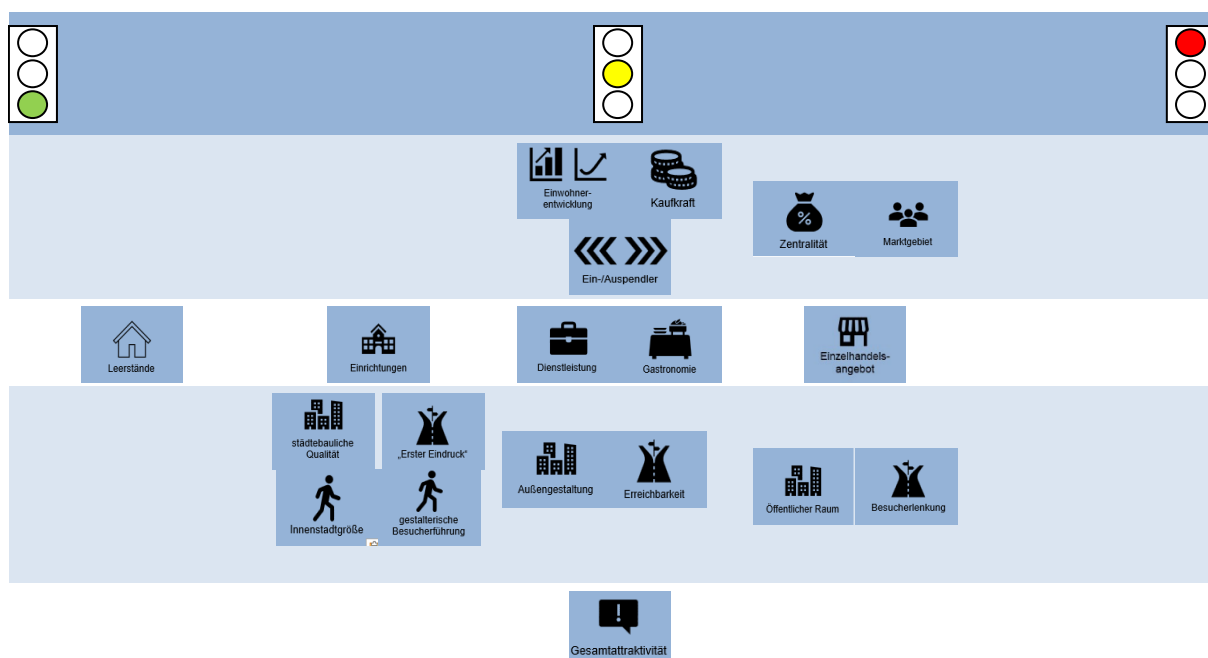 Einwohner-
entwicklung
Kaufkraft
Ein-/Auspendler
%
Zentralität
Marktgebiet
Leerstände
Einrichtungen
Dienstleistung
Gastronomie
Einzelhandels-
angebot
städtebauliche
Qualität
„Erster Eindruck“
Innenstadtgröße
gestalterische
Besucherführung
Außengestaltung
Erreichbarkeit
Öffentlicher Raum
Besucherlenkung
!
Gesamtattraktivität